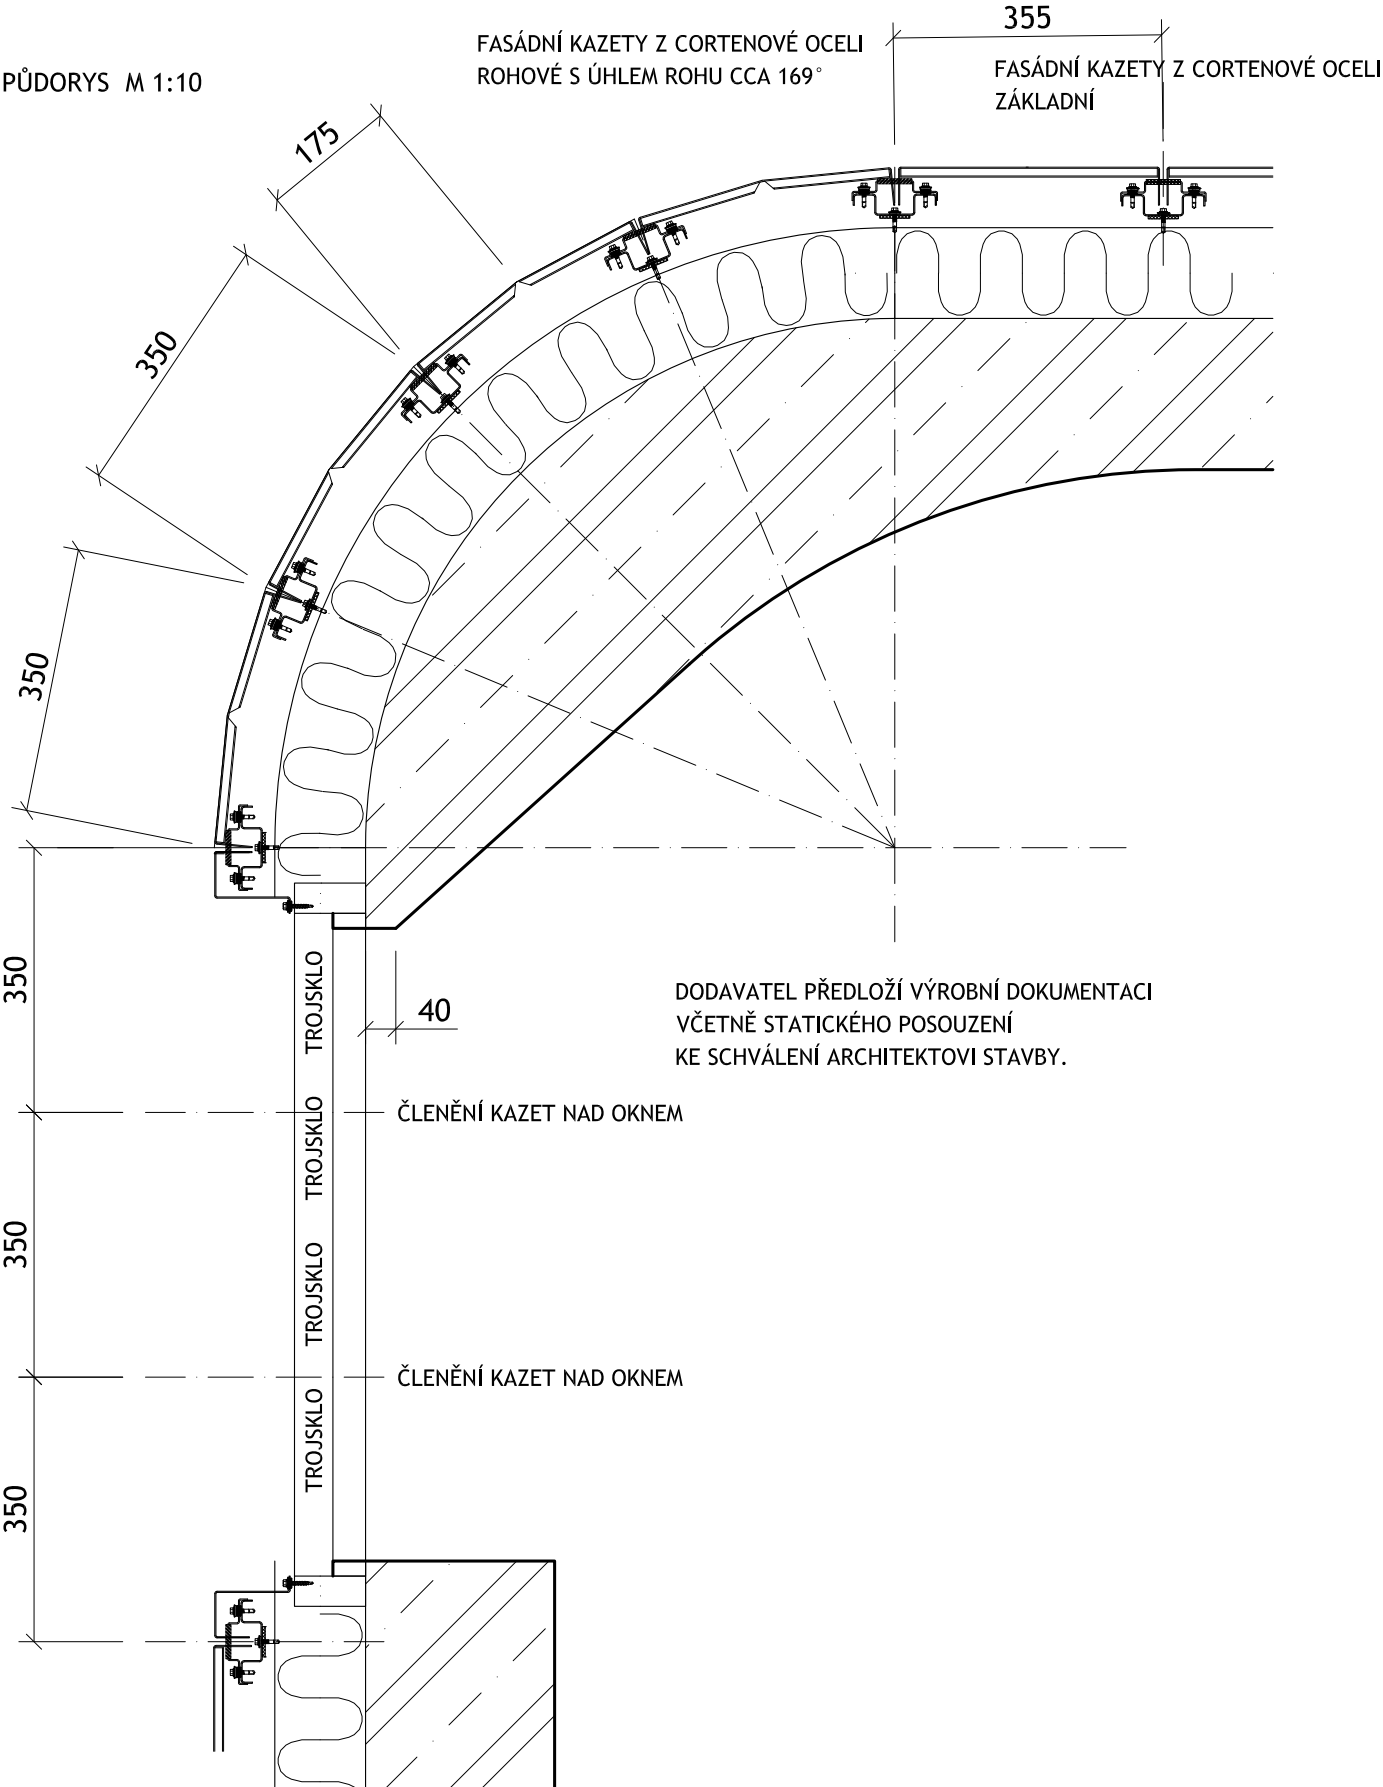 355
FASÁDNÍ KAZETY Z CORTENOVÉ OCELI
ROHOVÉ S ÚHLEM ROHU CCA 169°
FASÁDNÍ KAZETY Z CORTENOVÉ OCELI
ZÁKLADNÍ
PŮDORYS M 1:10
175
350
350
350
TROJSKLO
40
DODAVATEL PŘEDLOŽÍ VÝROBNÍ DOKUMENTACI
VČETNĚ STATICKÉHO POSOUZENÍ
KE SCHVÁLENÍ ARCHITEKTOVI STAVBY.
TROJSKLO
ČLENĚNÍ KAZET NAD OKNEM
350
TROJSKLO
ČLENĚNÍ KAZET NAD OKNEM
TROJSKLO
350